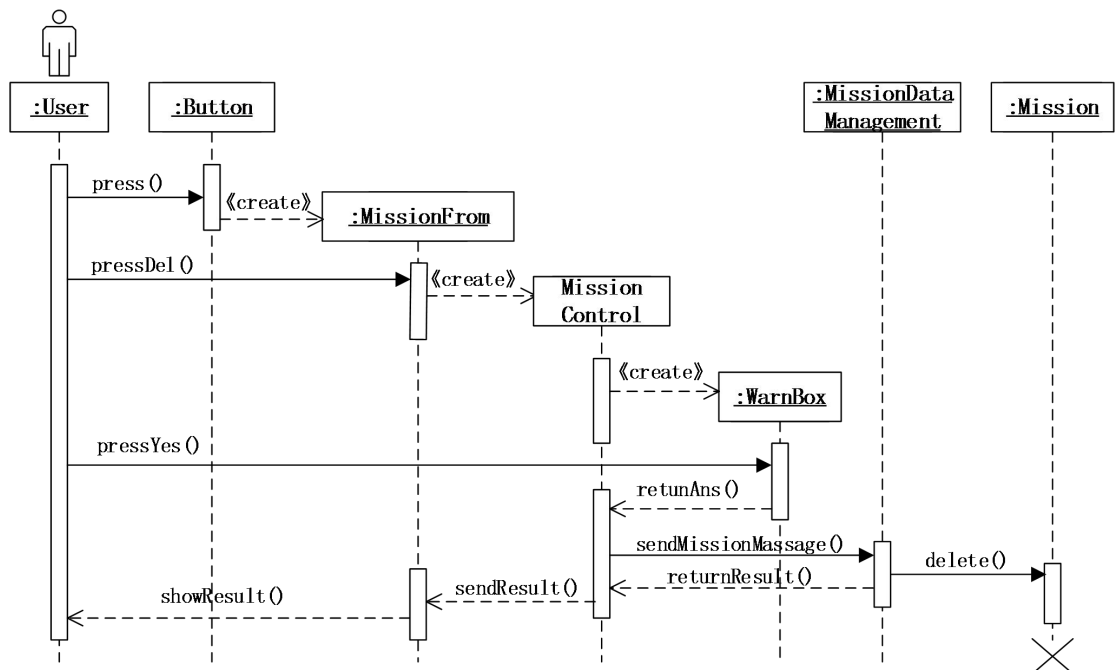 :User
:Button
:MissionData
Management
:Mission
press()
《create》
:MissionFrom
pressDel()
《create》
Mission
Control
《create》
:WarnBox
pressYes()
retunAns()
sendMissionMassage()
delete()
returnResult()
sendResult()
showResult()